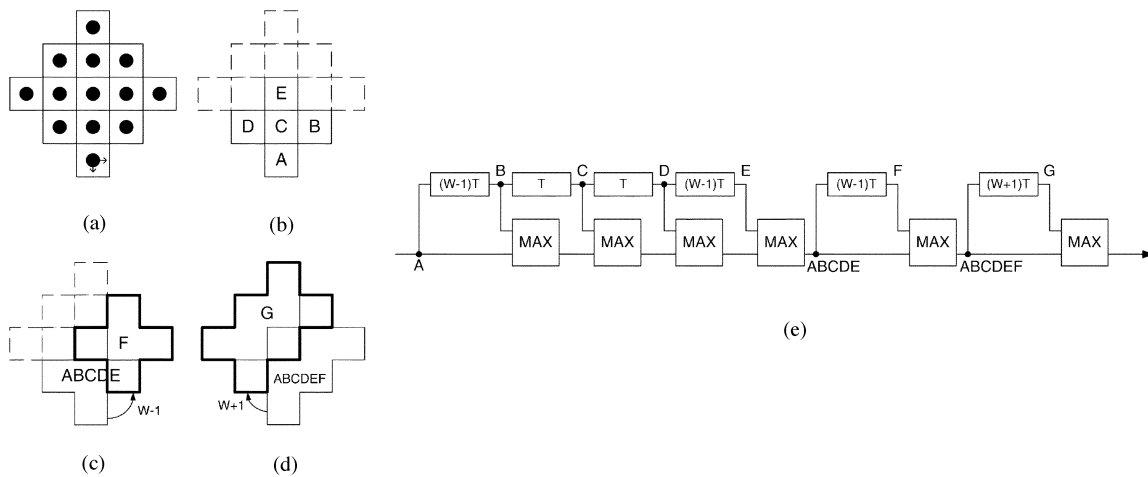 (a)
E
D C B
A
(b)
F
ABCDE
W-1
(c)
G
ABCDEF
W+1
(d)
B C D E F G
(W-1)T T T (W-1)T (W-1)T (W+1)T
MAX MAX MAX MAX MAX MAX
A ABCDE ABCDEF
(e)